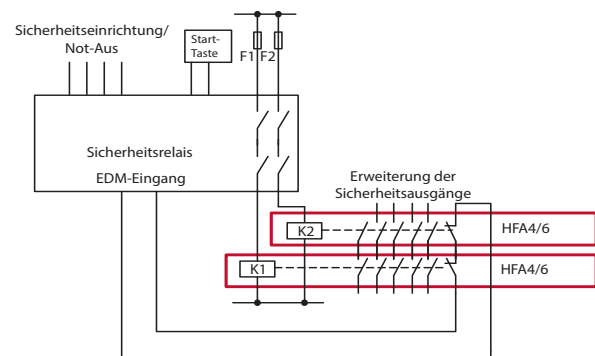 Sicherheitseinrichtung/
Not-Aus
Start-
Taste
F1 F2
Sicherheitsrelais
EDM-Eingang
Erweiterung der
Sicherheitsausgänge
K2
HFA4/6
K1
HFA4/6